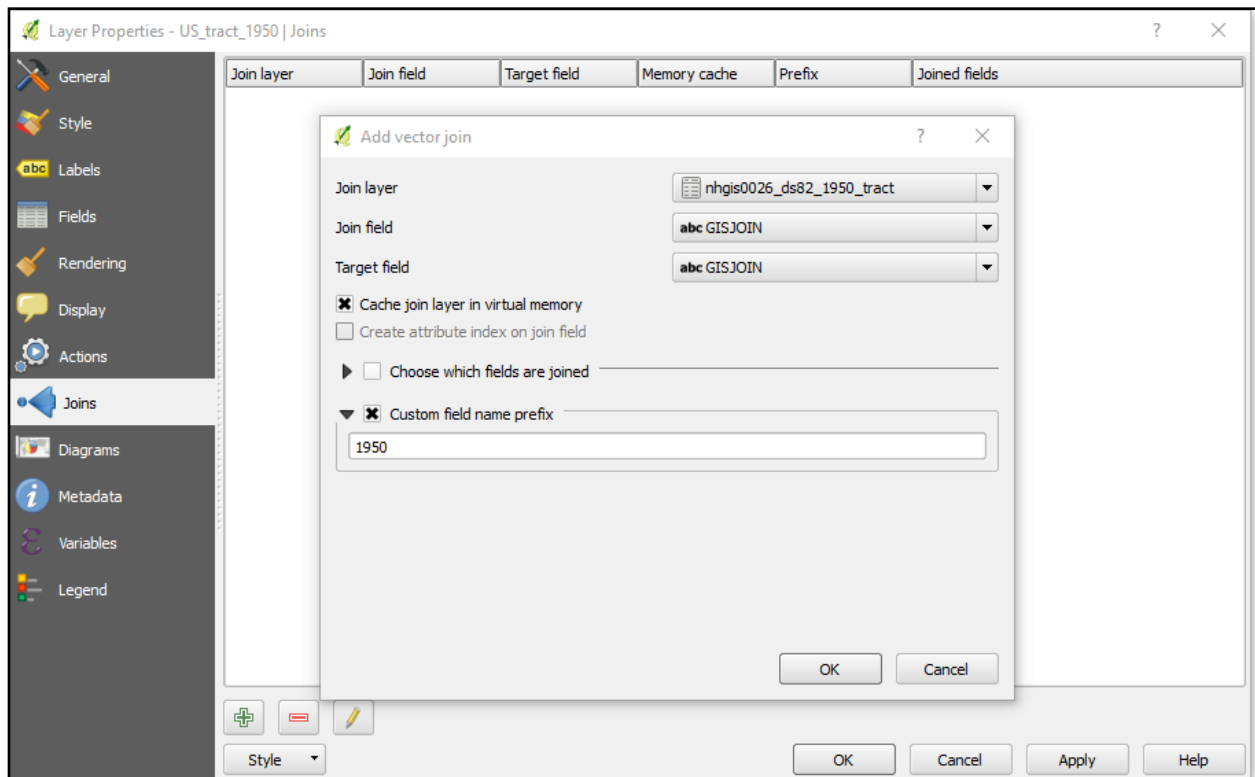 Layer Properties - US_tract_1950 | Joins
?
General
Style
abc Labels
Fields
Rendering
Display
Actions
Joins
Diagrams
i Metadata
ε Variables
Legend
Join layer Join field Target field Memory cache Prefix Joined fields
Add vector join ?
Join layer nhgis0026_ds82_1950_tract
Join field abc GISJOIN
Target field abc GISJOIN
Cache join layer in virtual memory
Create attribute index on join field
Choose which fields are joined
Custom field name prefix
1950
OK Cancel
Style OK Cancel Apply Help